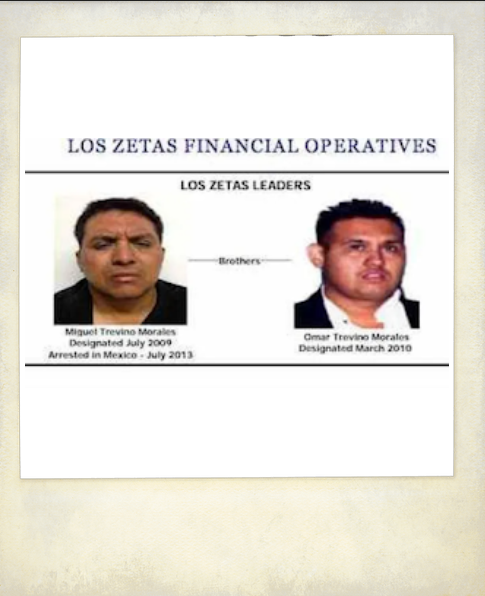 LOS ZETAS FINANCIAL OPERATIVES
LOS ZETAS LEADERS
Brothers
Miguel Trevino Morales
Designated July 2009
Arrested in Mexico - July 2013
Omar Trevino Morales
Designated March 2010